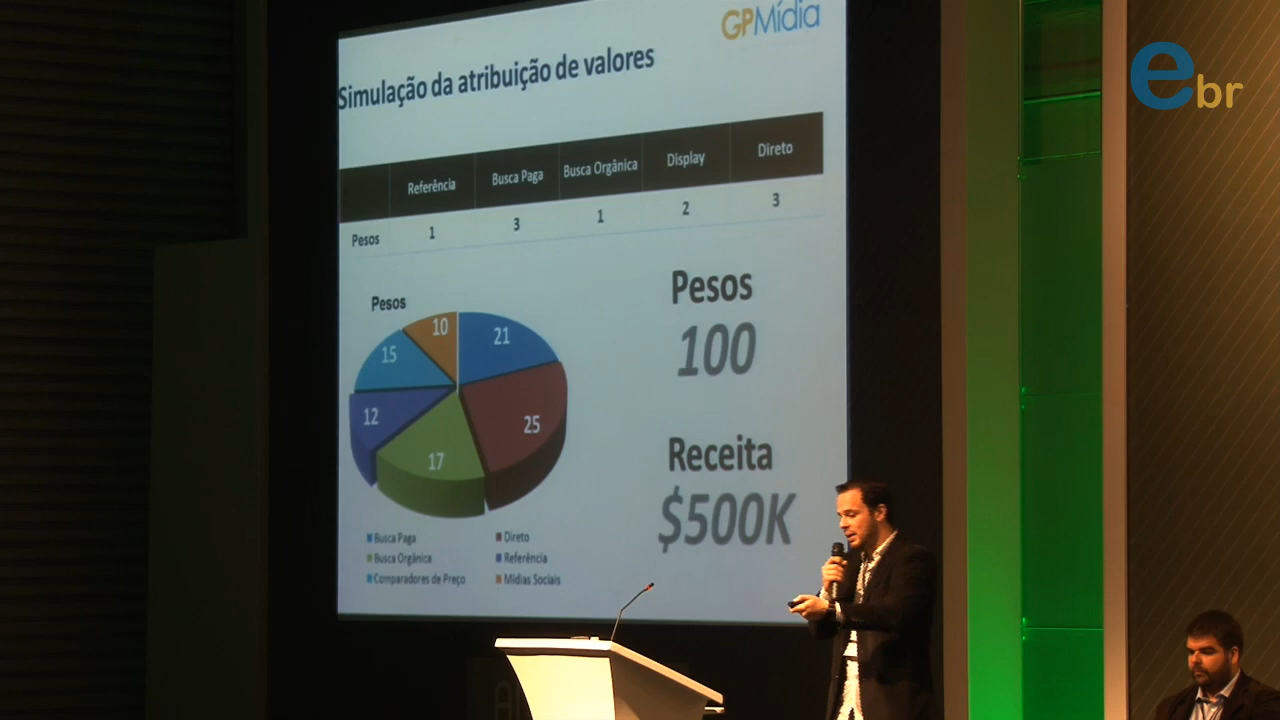 GPMídia
ebr
Simulação da atribuição de valores
Referência Busca Paga Busca Orgânica Display Direto
Pesos 1 3 1 2 3
Pesos
10 21
15
12 25
17
Pesos
100
Receita
$500K
Busca Paga Direto
Busca Orgânica Referência
Comparadores de Preço Mídias Sociais